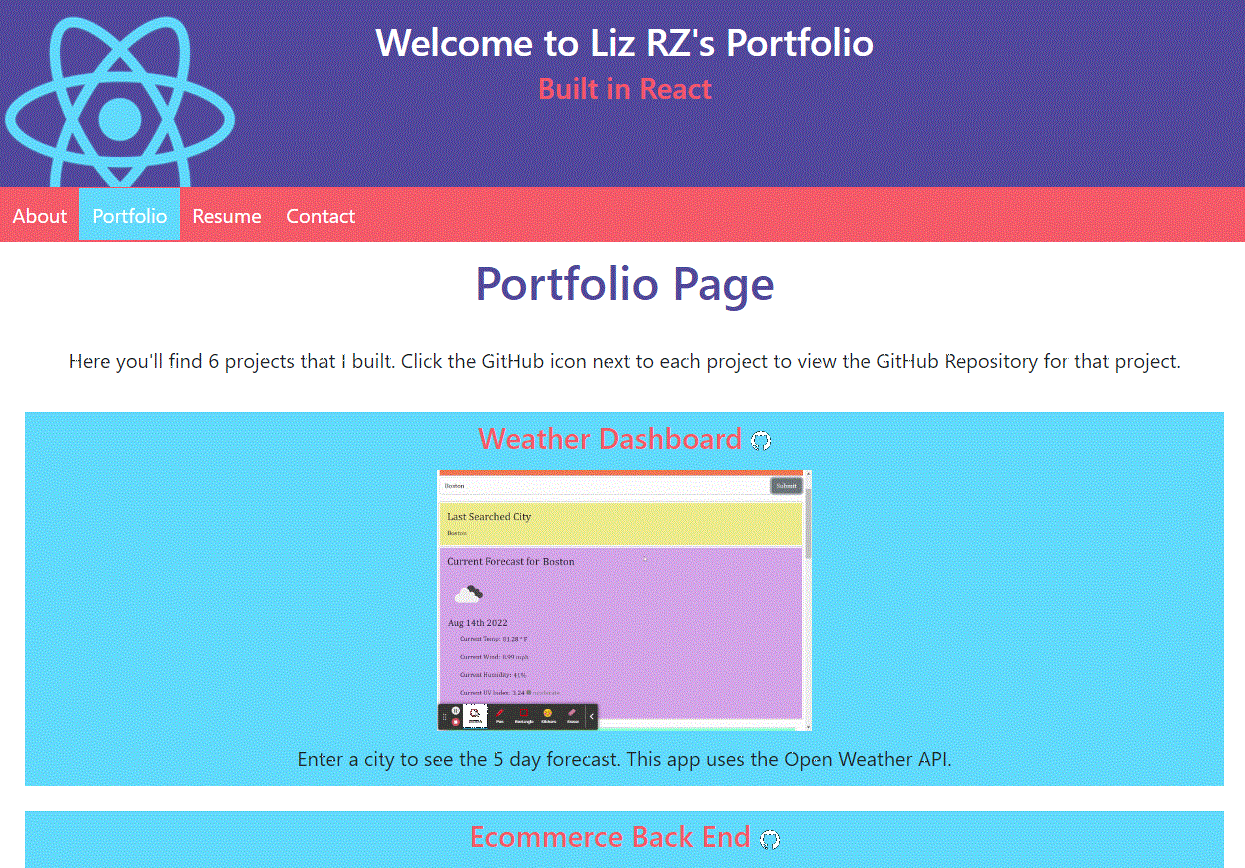 Welcome to Liz RZ's Portfolio
Built in React
About Portfolio Resume Contact
Portfolio Page
Here you'll find 6 projects that I built. Click the GitHub icon next to each project to view the GitHub Repository for that project.
Weather Dashboard
Boston Submit
Last Searched City
Boston
Current Forecast for Boston
Aug 14th 2022
Current Temp: 81.28 °F
Current Wind: 8.99 mph
Current Humidity: 41%
Current UV Index: 3.24 moderate
Pen Rectangle Stickers Eraser
Enter a city to see the 5 day forecast. This app uses the Open Weather API.
Ecommerce Back End